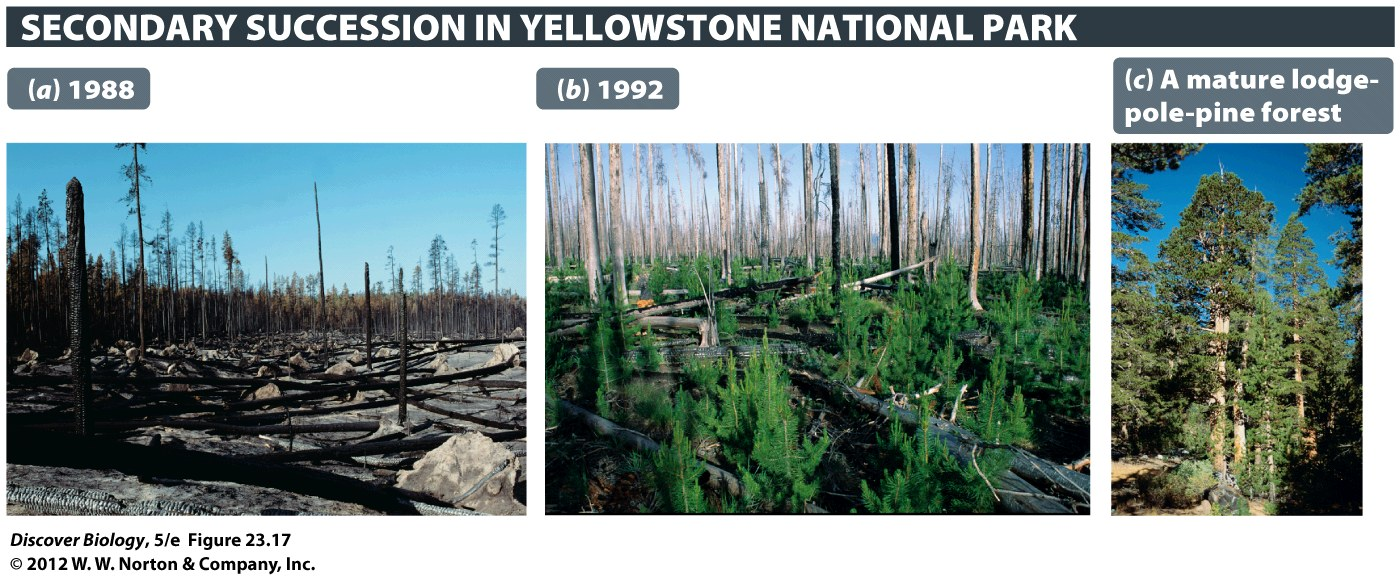 SECONDARY SUCCESSION IN YELLOWSTONE NATIONAL PARK
(a) 1988
(b) 1992
(c) A mature lodge-
pole-pine forest
Discover Biology, 5/e Figure 23.17
© 2012 W. W. Norton & Company, Inc.